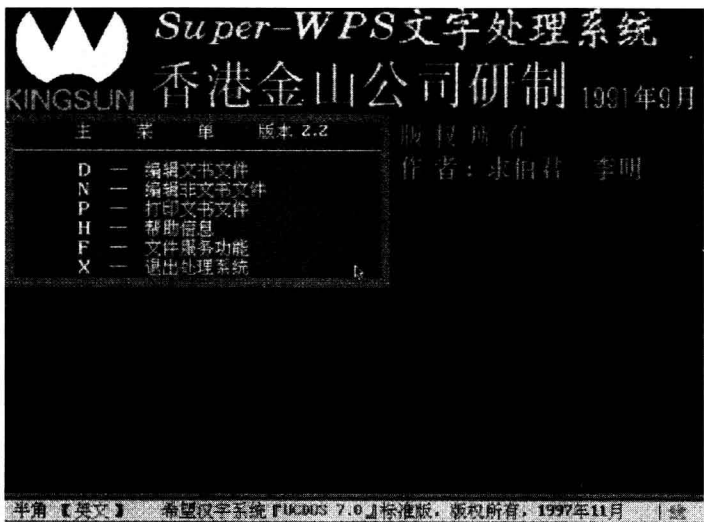 Super-WPS文字处理系统
KINGSUN 香港金山公司研制 1991年9月
主 菜 单 版本 2.2
版 权 所 有
作 者：求伯君 李明
D — 编辑文书文件
N — 编辑非文书文件
P — 打印文书文件
H — 帮助信息
F — 文件服务功能
X — 退出处理系统
半角 【英文】 希望汉字系统『UCDOS 7.0』标准版，版权所有，1997年11月